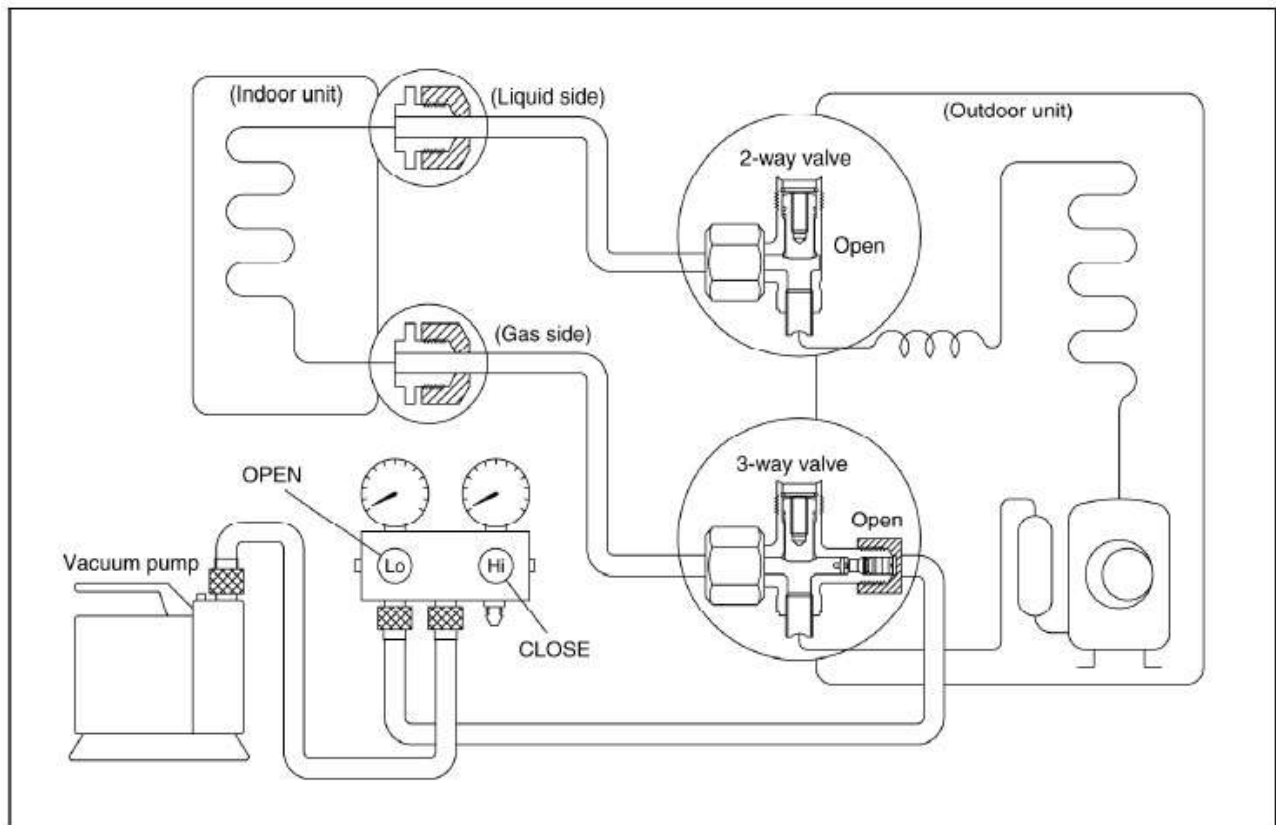 (Indoor unit)
(Liquid side)
(Outdoor unit)
2-way valve
Open
(Gas side)
3-way valve
Open
OPEN
Vacuum pump
Lo
Hi
CLOSE